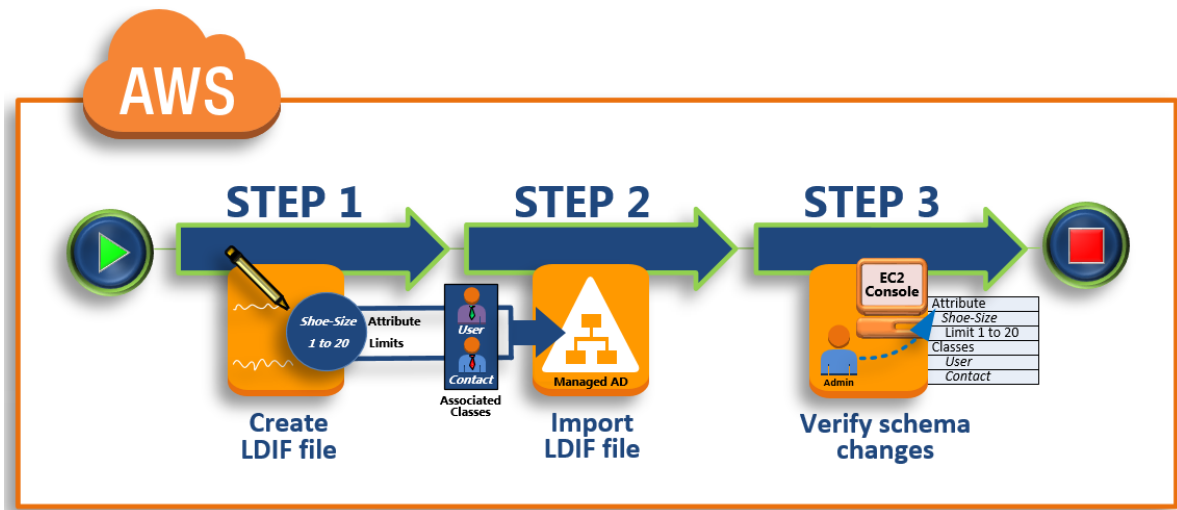 AWS
STEP 1
STEP 2
STEP 3
Shoe-Size
1 to 20
Attribute
Limits
User
Contact
Associated
Classes
Managed AD
EC2
Console
Admin
Attribute
Shoe-Size
Limit 1 to 20
Classes
User
Contact
Create
LDIF file
Import
LDIF file
Verify schema
changes